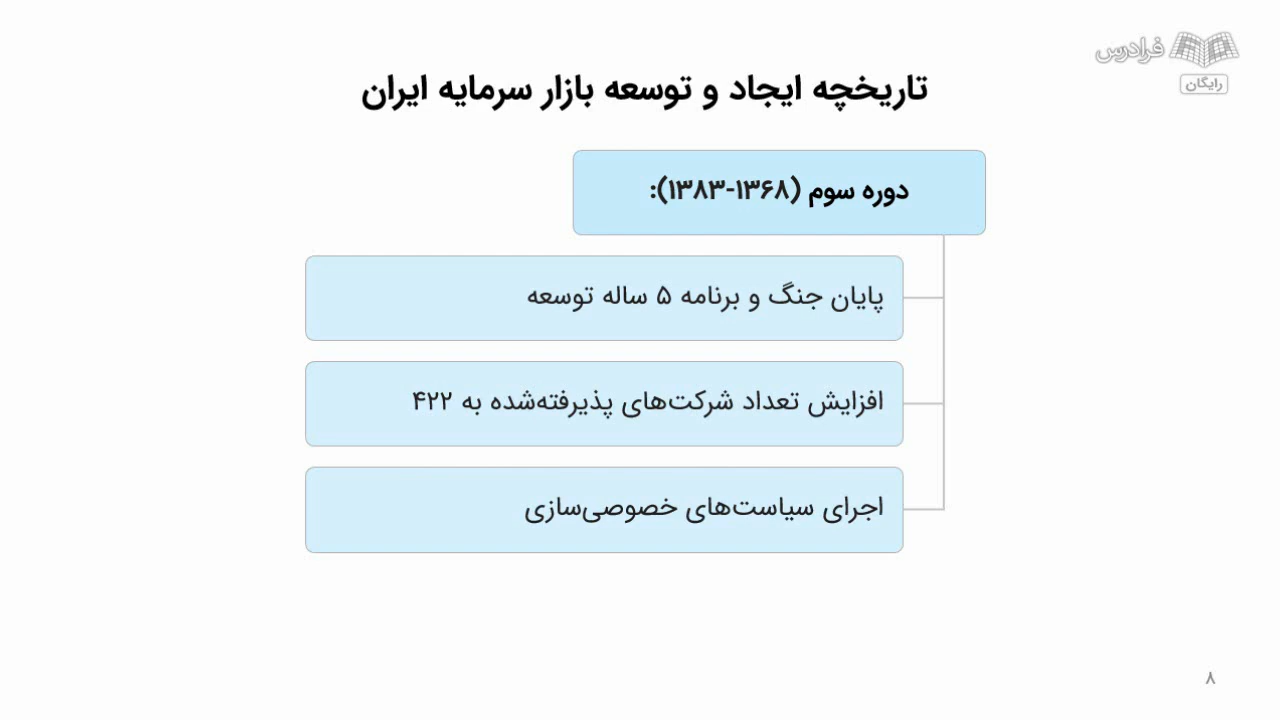 فرادرس
رایگان
تاریخچه ایجاد و توسعه بازار سرمایه ایران
دوره سوم (۱۳۶۸-۱۳۸۳):
پایان جنگ و برنامه ۵ ساله توسعه
افزایش تعداد شرکت‌های پذیرفته‌شده به ۴۲۲
اجرای سیاست‌های خصوصی‌سازی
۸